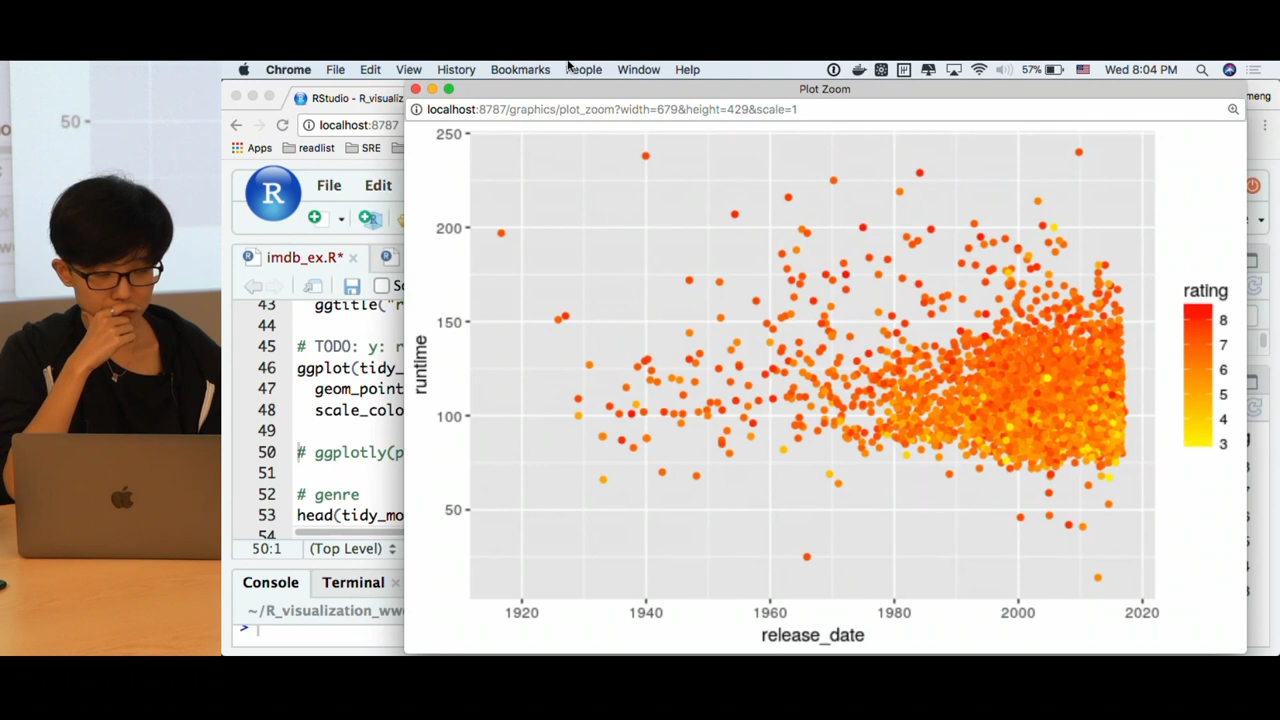 50
Chrome File Edit View History Bookmarks People Window Help 57% Wed 8:04 PM
RStudio - R_visualiz
localhost:8787
Apps readlist SRE
R File Edit
imdb_ex.R*
43 ggtitle("r
44
45 # TODO: y: r
46 ggplot(tidy_
47 geom_point
48 scale_colo
49
50 # ggplotly(p
51
52 # genre
53 head(tidy_mo
54
50:1 (Top Level)
Console Terminal
~/R_visualization_wwc
>
Plot Zoom
localhost:8787/graphics/plot_zoom?width=679&height=429&scale=1
250
200
150
100
50
runtime
1920 1940 1960 1980 2000 2020
release_date
rating
8
7
6
5
4
3
meng